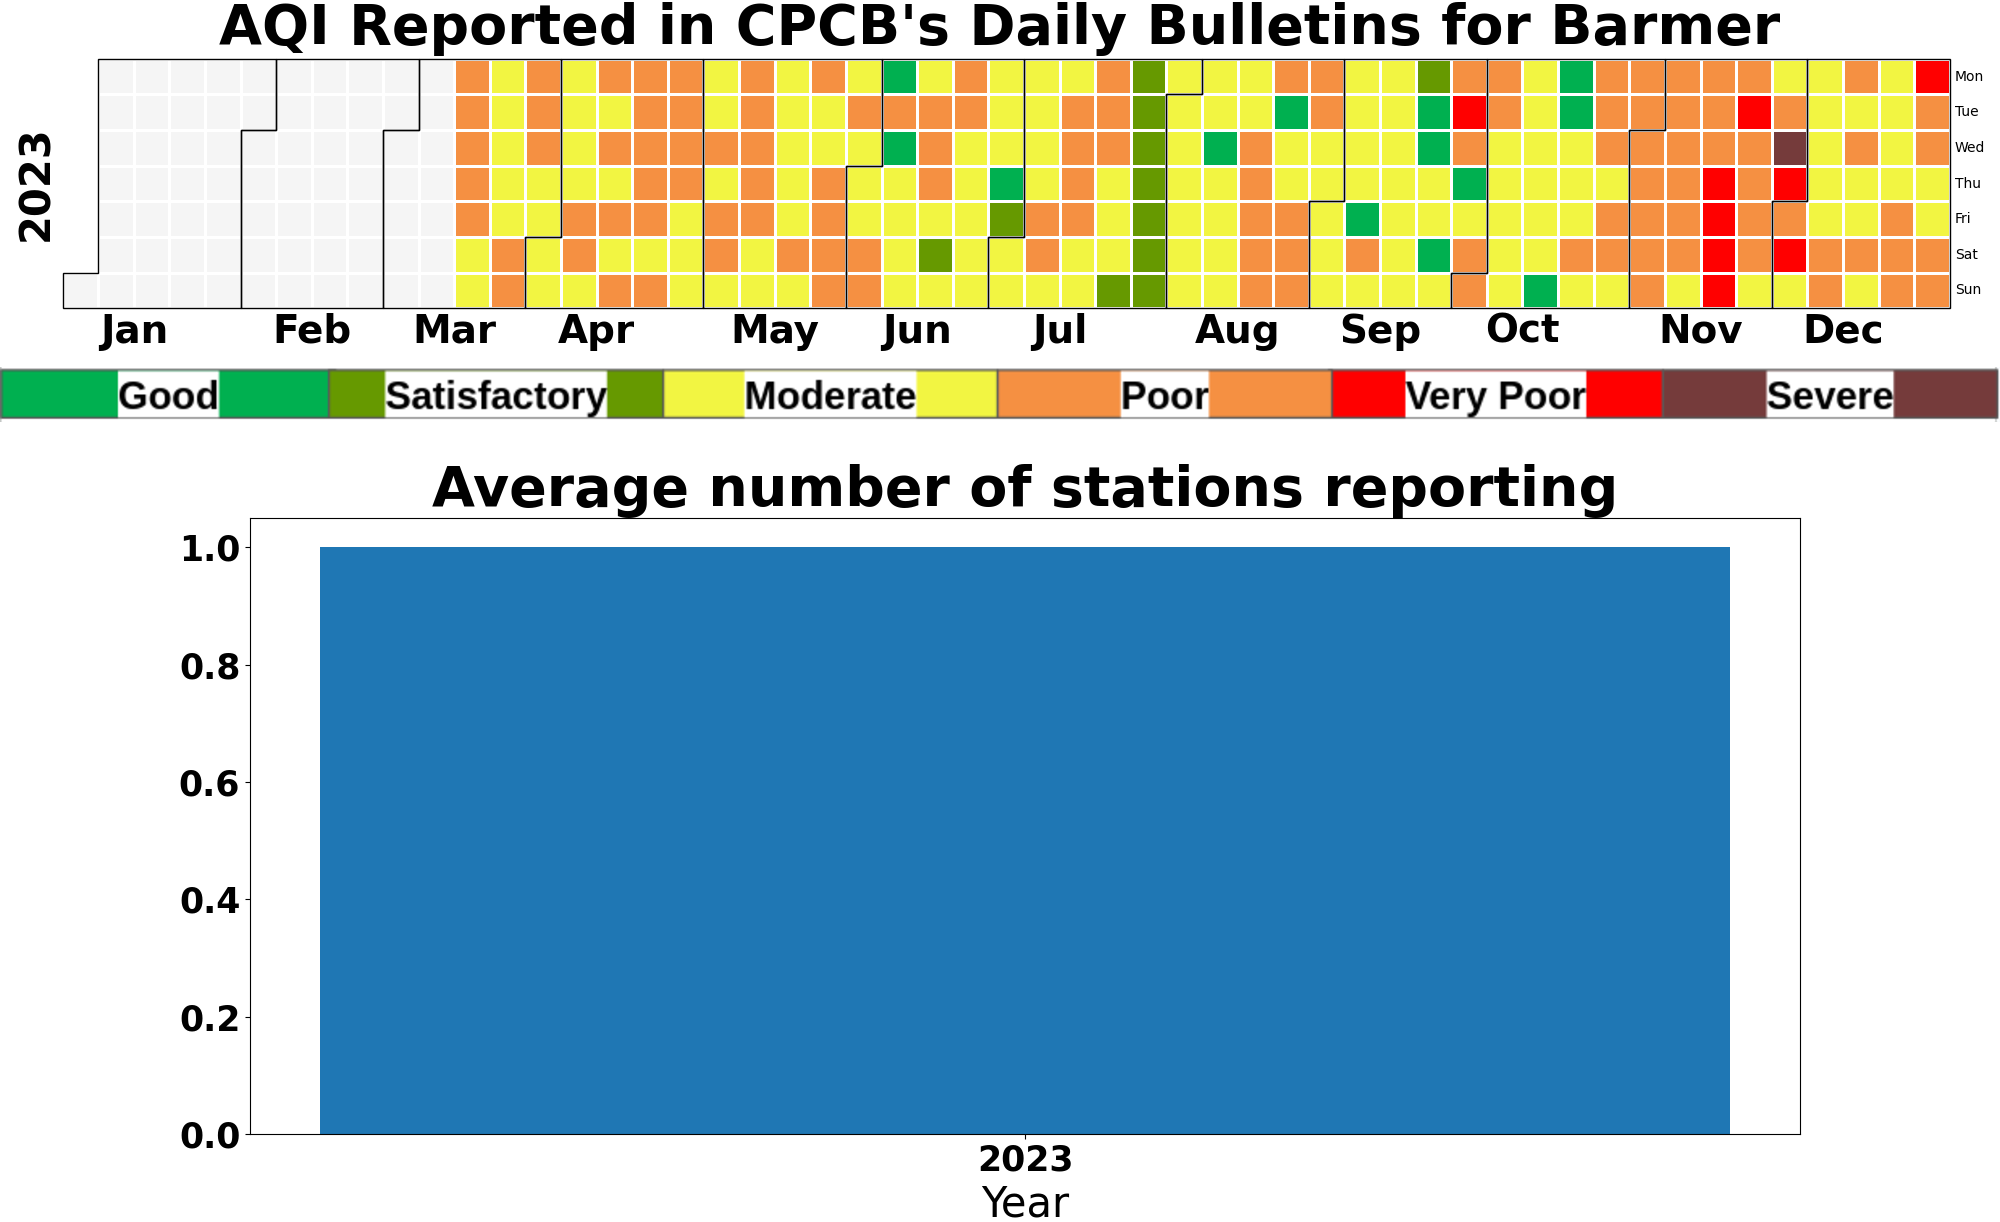 AQI Reported in CPCB's Daily Bulletins for Barmer
2023
Mon
Tue
Wed
Thu
Fri
Sat
Sun
Jan Feb Mar Apr May Jun Jul Aug Sep Oct Nov Dec
Good Satisfactory Moderate Poor Very Poor Severe
Average number of stations reporting
1.0
0.8
0.6
0.4
0.2
0.0
2023
Year